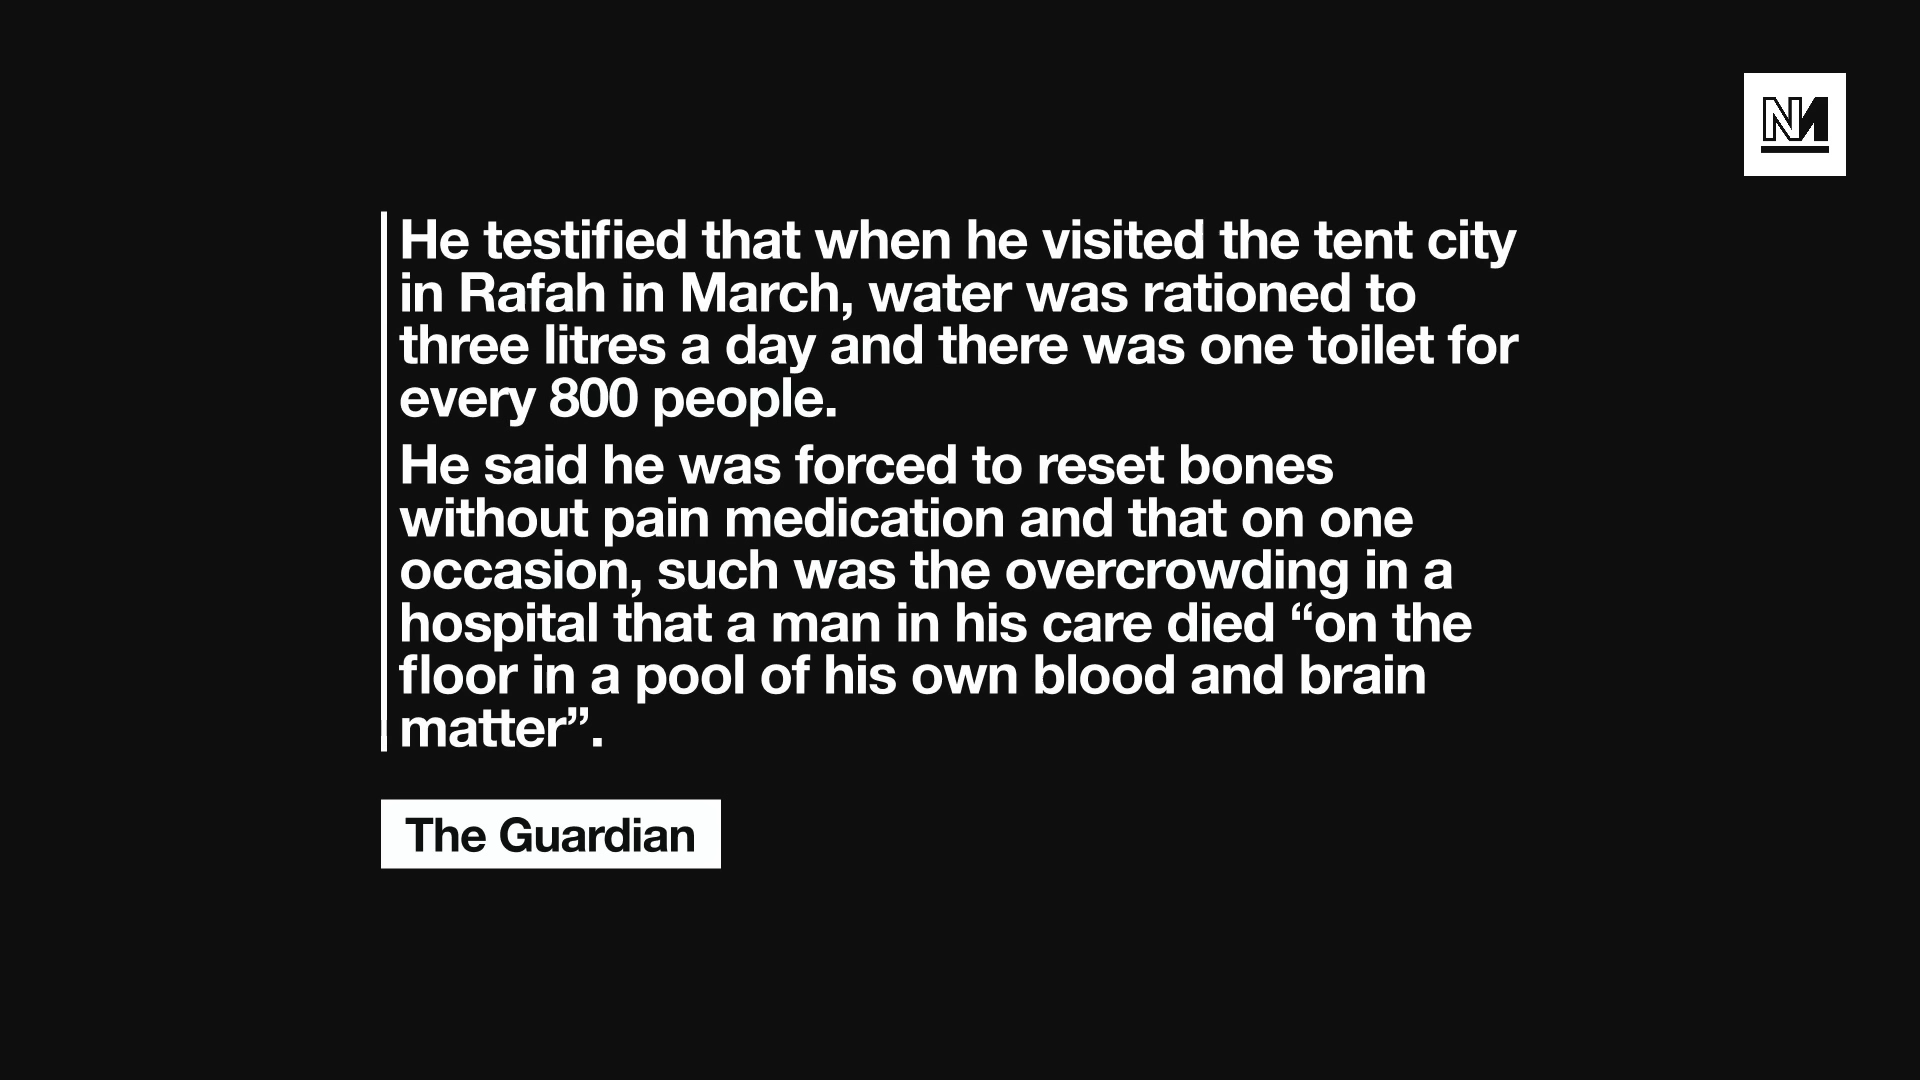 NM
He testified that when he visited the tent city
in Rafah in March, water was rationed to
three litres a day and there was one toilet for
every 800 people.
He said he was forced to reset bones
without pain medication and that on one
occasion, such was the overcrowding in a
hospital that a man in his care died “on the
floor in a pool of his own blood and brain
matter”.
The Guardian